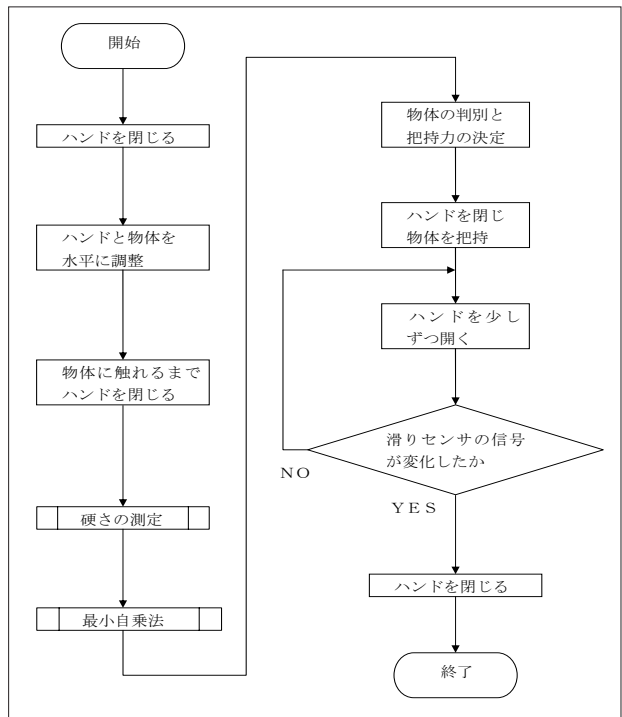 開始
ハンドを閉じる
ハンドと物体を
水平に調整
物体に触れるまで
ハンドを閉じる
硬さの測定
最小自乗法
物体の判別と
把持力の決定
ハンドを閉じ
物体を把持
ハンドを少し
ずつ開く
滑りセンサの信号
が変化したか
NO
YES
ハンドを閉じる
終了